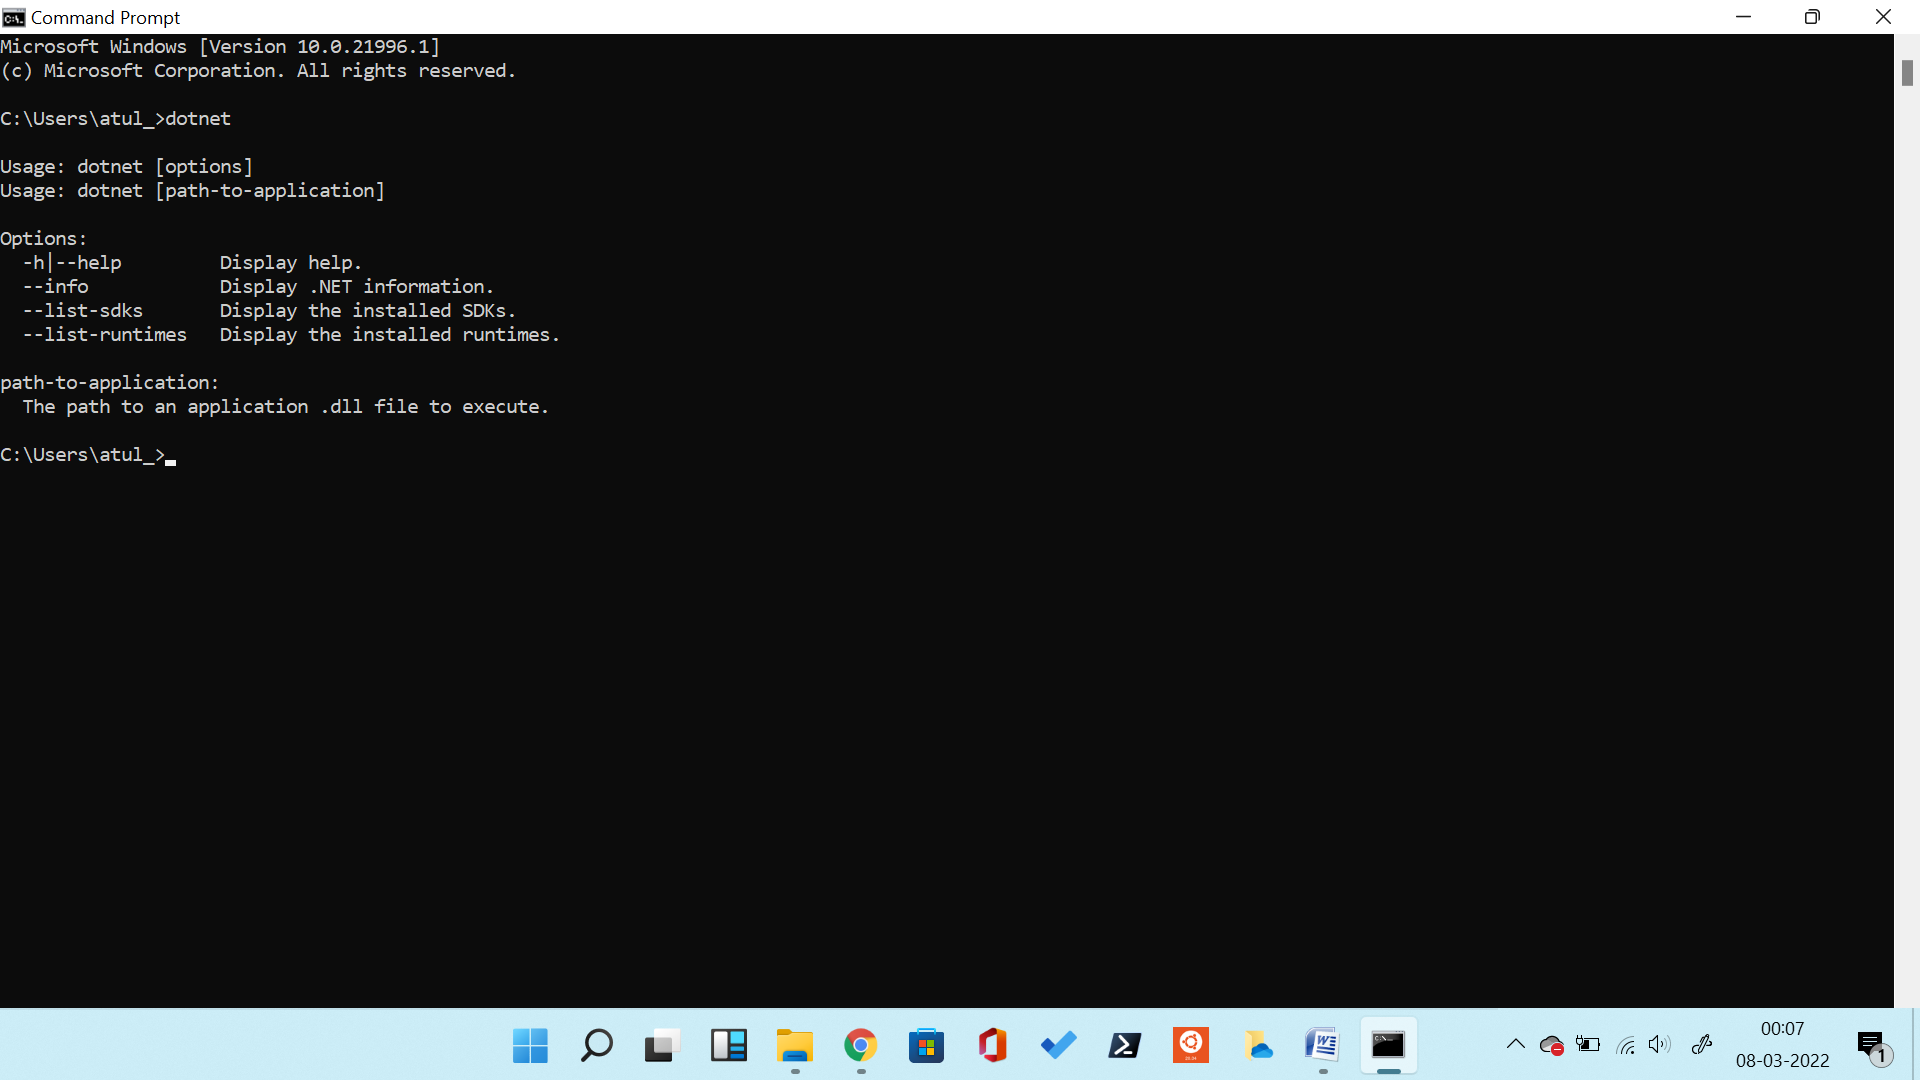 Command Prompt
Microsoft Windows [Version 10.0.21996.1]
(c) Microsoft Corporation. All rights reserved.
C:\Users\atul_>dotnet
Usage: dotnet [options]
Usage: dotnet [path-to-application]
Options:
  -h|--help         Display help.
  --info            Display .NET information.
  --list-sdks       Display the installed SDKs.
  --list-runtimes   Display the installed runtimes.
path-to-application:
  The path to an application .dll file to execute.
C:\Users\atul_>
00:07
08-03-2022
1